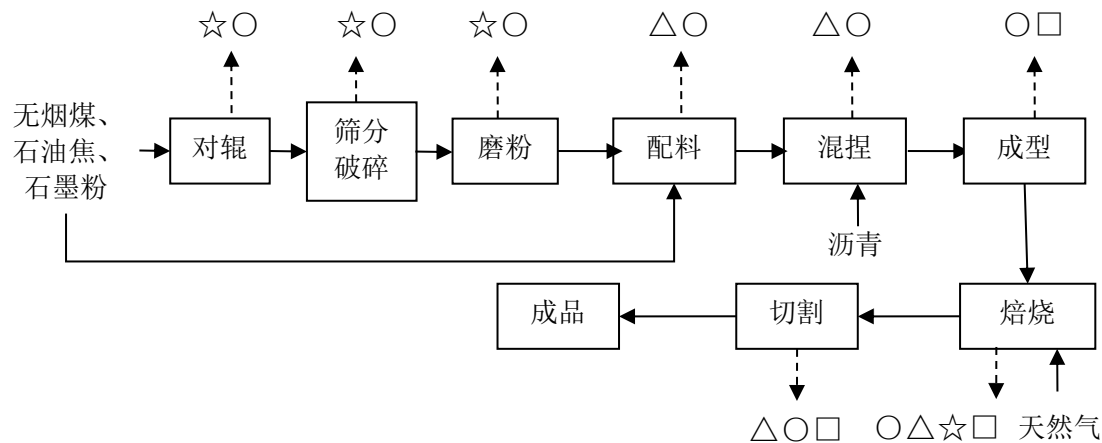 ☆○
☆○
☆○
△○
△○
○□
无烟煤、
石油焦、
石墨粉
对辊
筛分
破碎
磨粉
配料
混捏
成型
沥青
成品
切割
焙烧
△○□
○△☆□
天然气